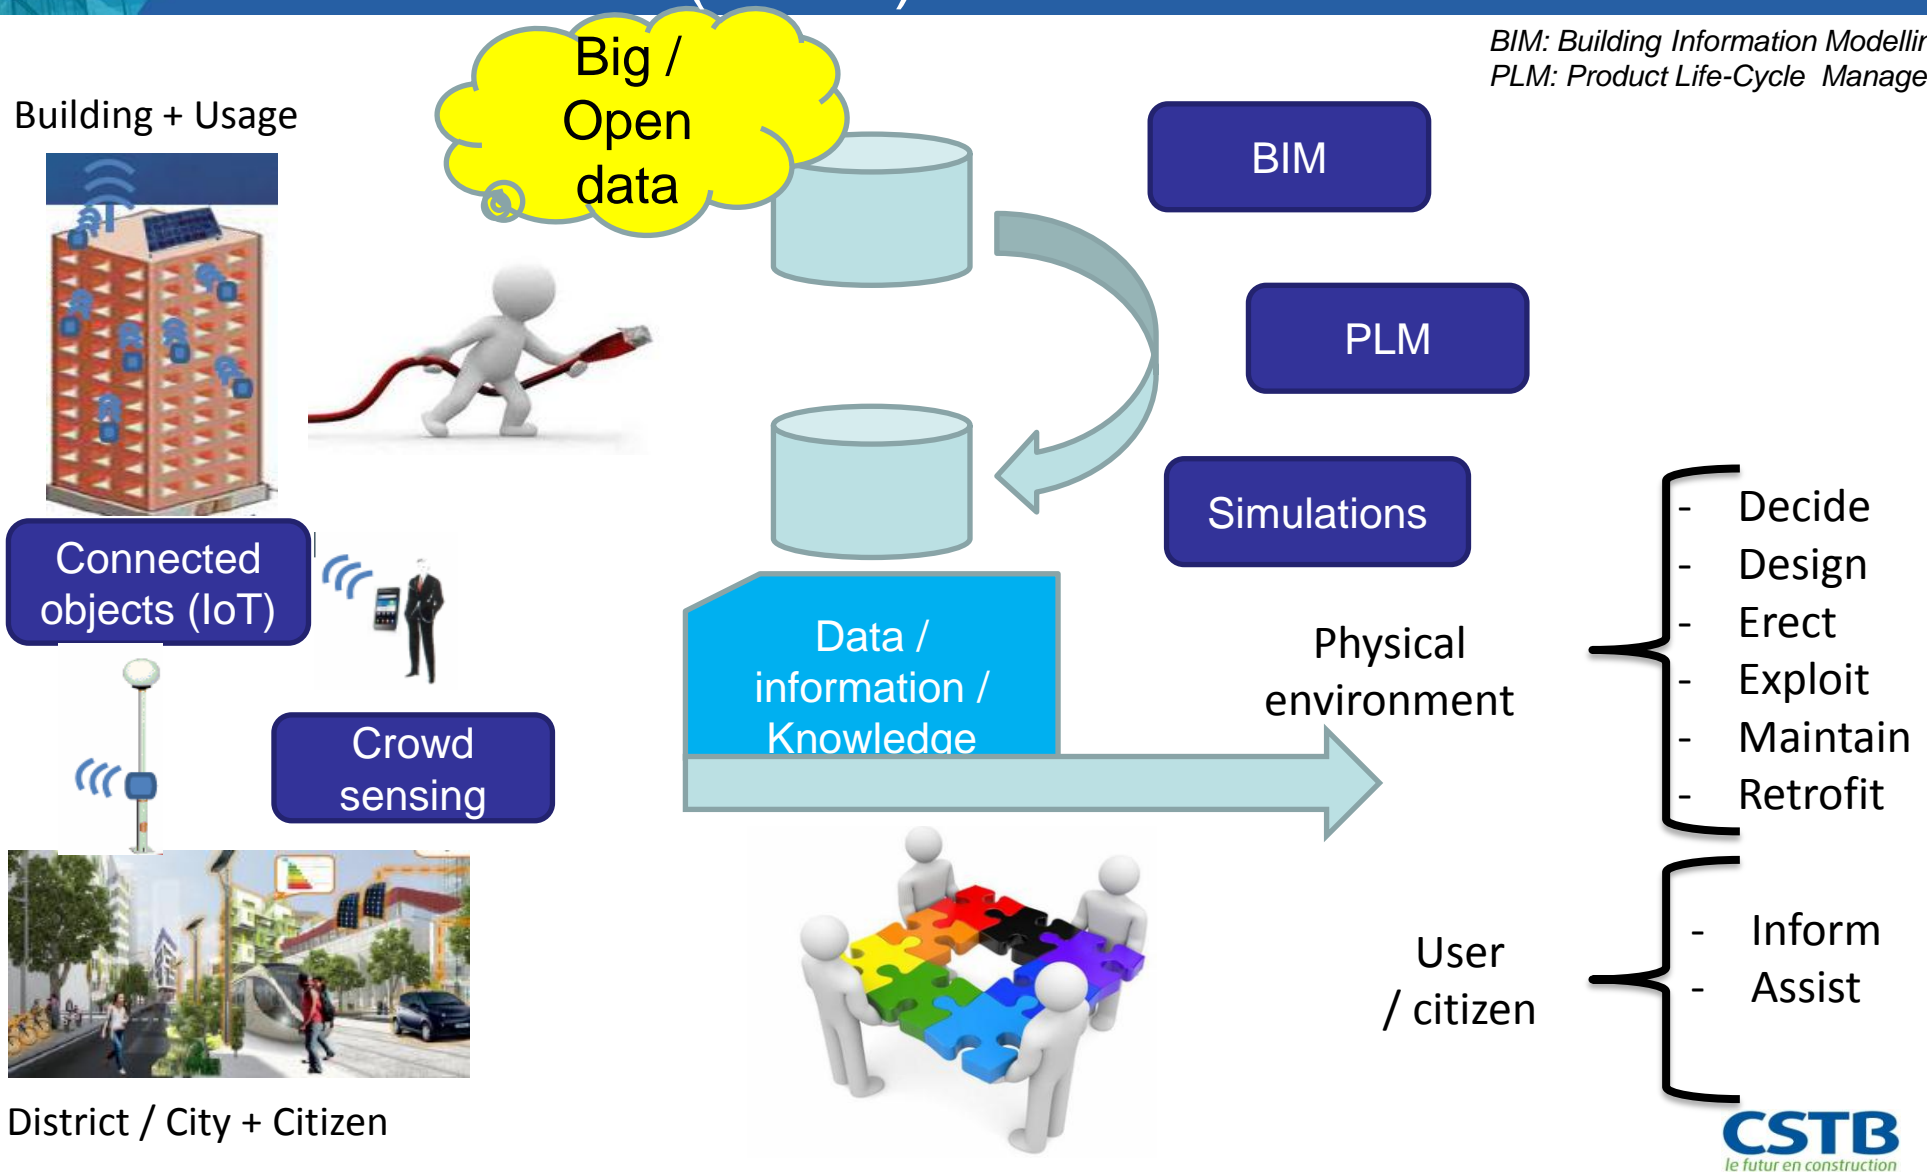 BIM: Building Information Modellin
PLM: Product Life-Cycle Manage
Building + Usage
Big /
Open
data
BIM
PLM
Simulations
Connected
objects (IoT)
Crowd
sensing
Data /
information /
Knowledge
Physical
environment
- Decide
- Design
- Erect
- Exploit
- Maintain
- Retrofit
User
/ citizen
- Inform
- Assist
District / City + Citizen
CSTB
le futur en construction